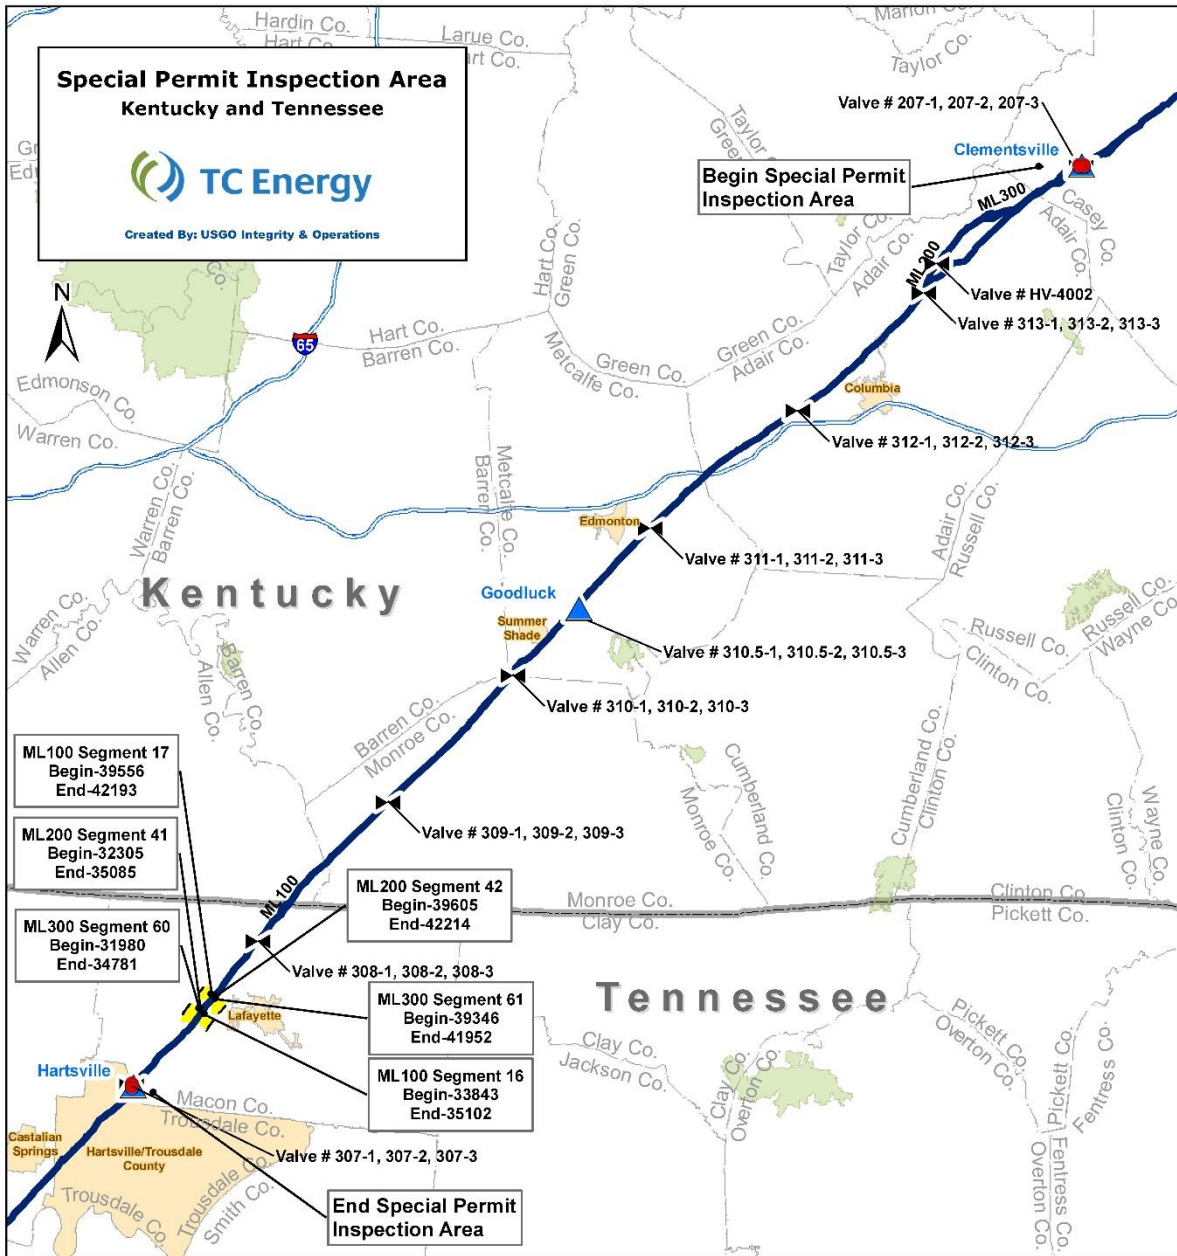 Hardin Co.
Hart Co.
Larue Co.
Hart Co.
Marion Co.
Taylor Co.
Special Permit Inspection Area
Kentucky and Tennessee
TC Energy
Created By: USGO Integrity & Operations
Valve # 207-1, 207-2, 207-3
Clementsville
Begin Special Permit
Inspection Area
Taylor Co.
Green Co.
ML300
Casey Co.
Adair Co.
Taylor Co.
Adair Co.
ML200
Valve # HV-4002
Valve # 313-1, 313-2, 313-3
Hart Co.
Green Co.
N
65
Hart Co.
Barren Co.
Green Co.
Metcalfe Co.
Green Co.
Adair Co.
Edmonson Co.
Warren Co.
Columbia
Valve # 312-1, 312-2, 312-3
Metcalfe Co.
Barren Co.
Warren Co.
Barren Co.
Edmonton
Valve # 311-1, 311-2, 311-3
Adair Co.
Russell Co.
Kentucky
Goodluck
Summer
Shade
Valve # 310.5-1, 310.5-2, 310.5-3
Russell Co.
Wayne Co.
Russell Co.
Clinton Co.
Warren Co.
Allen Co.
Barren Co.
Allen Co.
Valve # 310-1, 310-2, 310-3
Barren Co.
Monroe Co.
ML100 Segment 17
Begin-39556
End-42193
ML200 Segment 41
Begin-32305
End-35085
ML300 Segment 60
Begin-31980
End-34781
Valve # 309-1, 309-2, 309-3
Cumberland Co.
Monroe Co.
Cumberland Co.
Clinton Co.
Wayne Co.
Clinton Co.
ML100
ML200 Segment 42
Begin-39605
End-42214
Monroe Co.
Clay Co.
Clinton Co.
Pickett Co.
Valve # 308-1, 308-2, 308-3
Tennessee
ML300 Segment 61
Begin-39346
End-41952
Lafayette
ML100 Segment 16
Begin-33843
End-35102
Clay Co.
Jackson Co.
Clay Co.
Overton Co.
Pickett Co.
Overton Co.
Pickett Co.
Fentress Co.
Fentress Co.
Overton Co.
Hartsville
Macon Co.
Trousdale Co.
Castalian
Springs
Hartsville/Trousdale
County
Valve # 307-1, 307-2, 307-3
Trousdale Co.
Trousdale Co.
Smith Co.
End Special Permit
Inspection Area